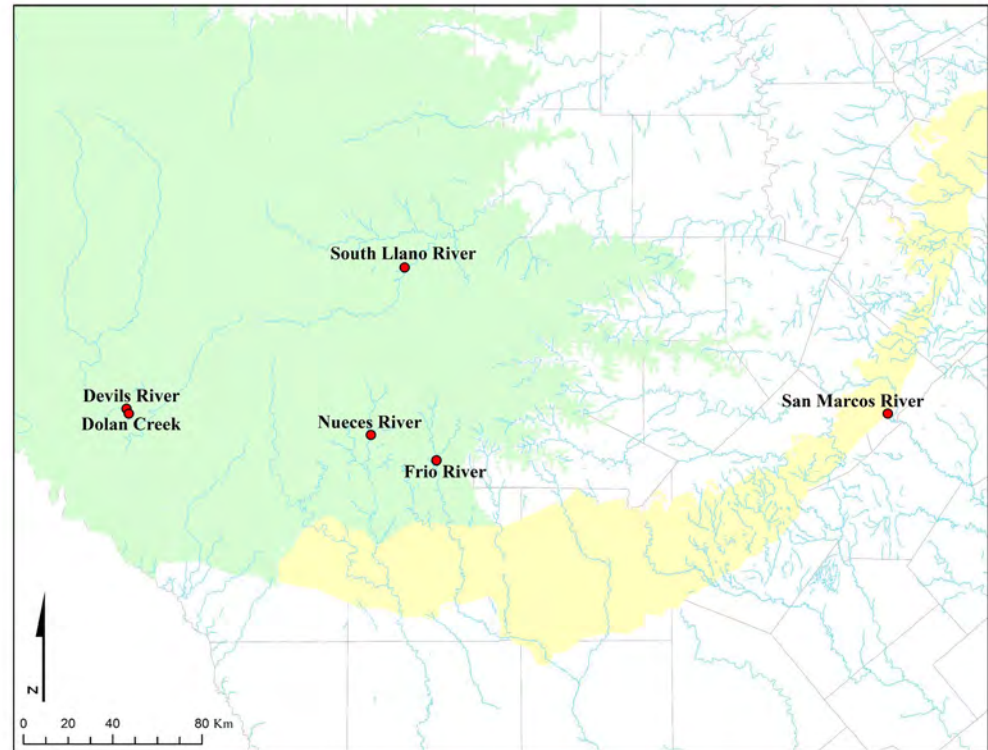 South Llano River
Devils River
Dolan Creek
Nueces River
San Marcos River
Frio River
N
0 20 40 80 Km